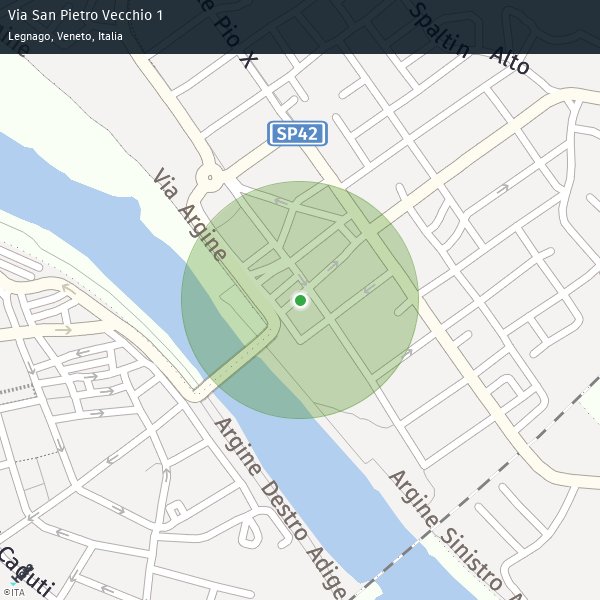 Via San Pietro Vecchio 1
Legnago, Veneto, Italia
Pio X
Spaltin Alto
SP42
Via Argine
Argine Destro Adige
Argine Sinistro
Caduti
©ITA